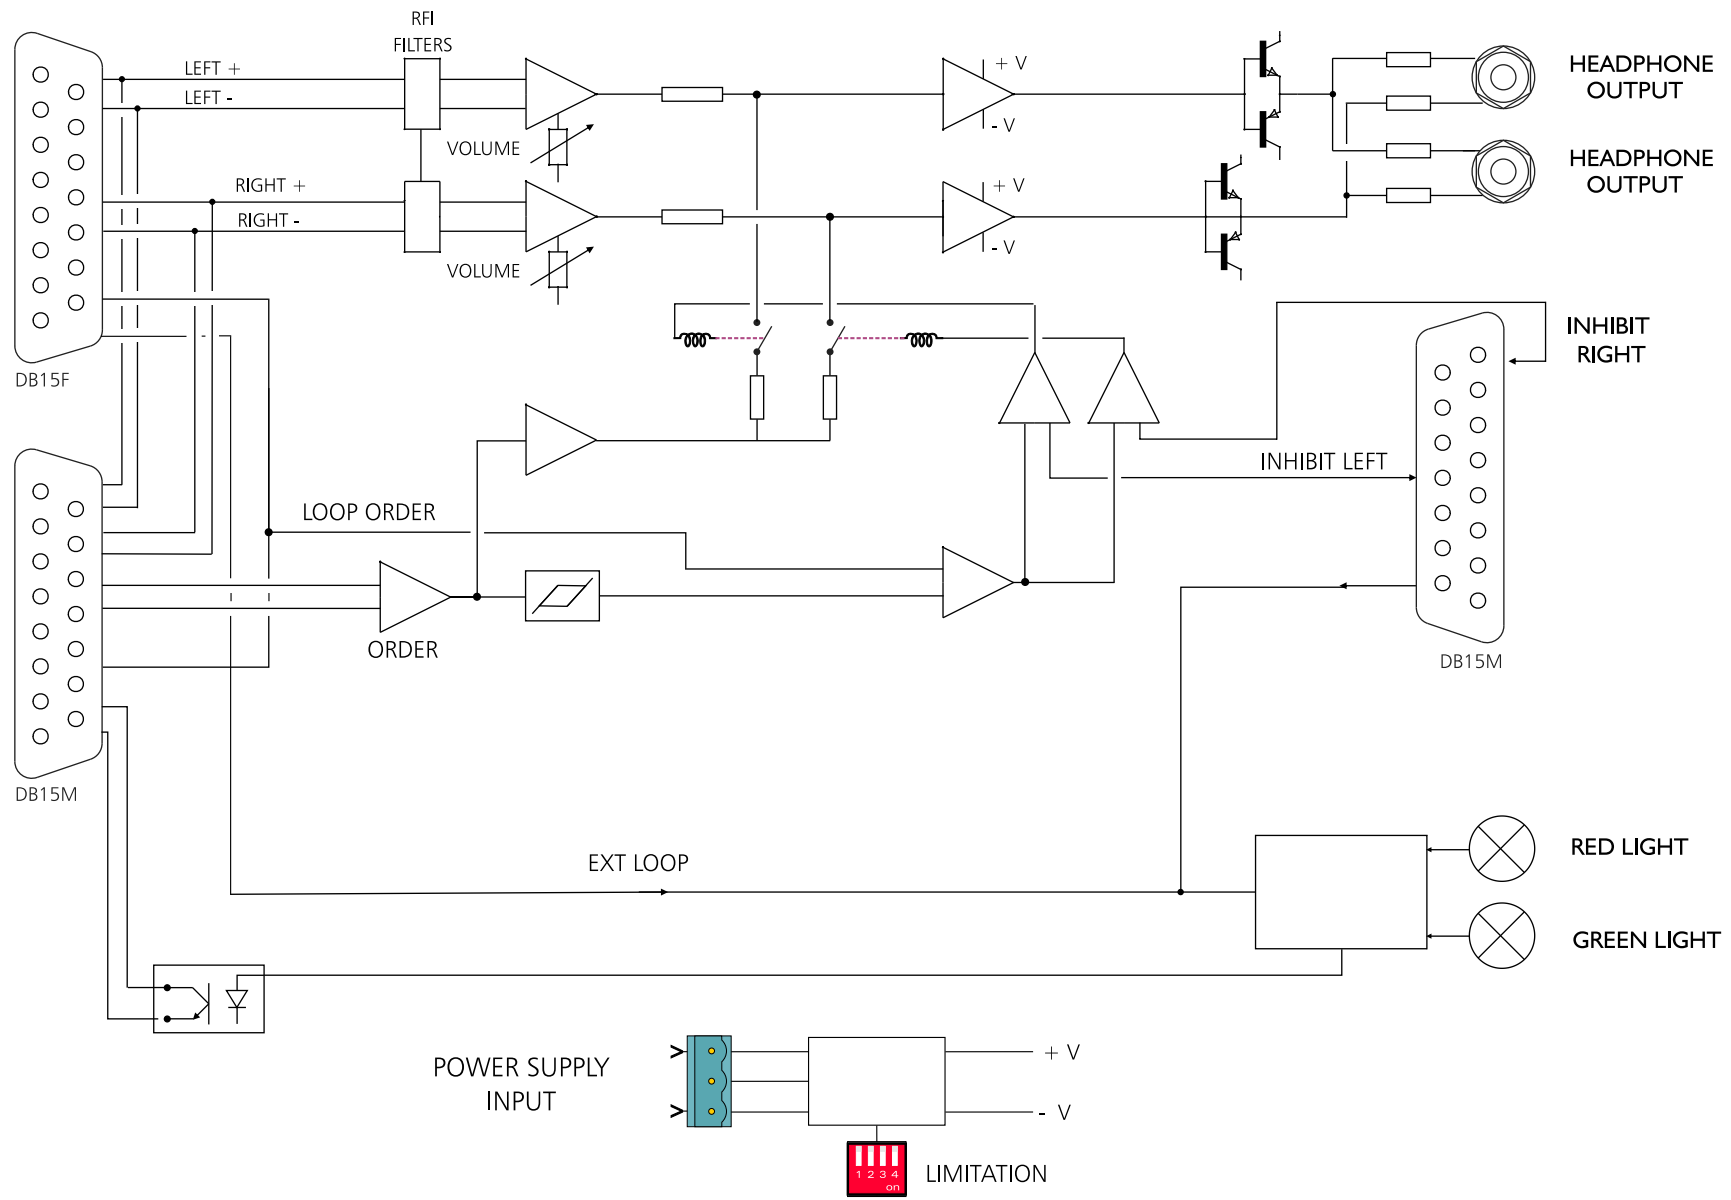 RFI
FILTERS
LEFT +
LEFT -
VOLUME
+ V
- V
HEADPHONE
OUTPUT
HEADPHONE
OUTPUT
RIGHT +
RIGHT -
VOLUME
+ V
- V
DB15F
INHIBIT
RIGHT
INHIBIT LEFT
LOOP ORDER
ORDER
DB15M
DB15M
EXT LOOP
RED LIGHT
GREEN LIGHT
POWER SUPPLY
INPUT
+ V
- V
1 2 3 4
on
LIMITATION